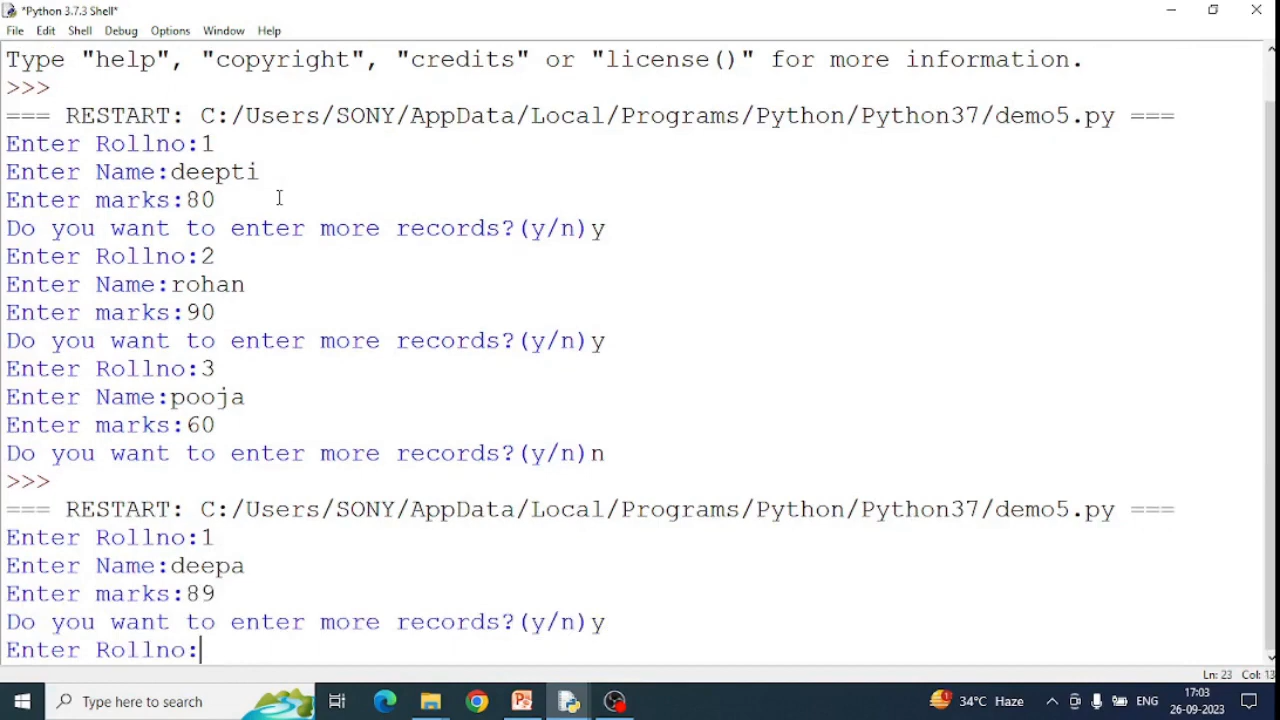 *Python 3.7.3 Shell*
File Edit Shell Debug Options Window Help
Type "help", "copyright", "credits" or "license()" for more information.
>>>
=== RESTART: C:/Users/SONY/AppData/Local/Programs/Python/Python37/demo5.py ===
Enter Rollno:1
Enter Name:deepti
Enter marks:80
Do you want to enter more records?(y/n)y
Enter Rollno:2
Enter Name:rohan
Enter marks:90
Do you want to enter more records?(y/n)y
Enter Rollno:3
Enter Name:pooja
Enter marks:60
Do you want to enter more records?(y/n)n
>>>
=== RESTART: C:/Users/SONY/AppData/Local/Programs/Python/Python37/demo5.py ===
Enter Rollno:1
Enter Name:deepa
Enter marks:89
Do you want to enter more records?(y/n)y
Enter Rollno:
Ln: 23 Col: 13
Type here to search
34°C Haze
ENG
17:03
26-09-2023